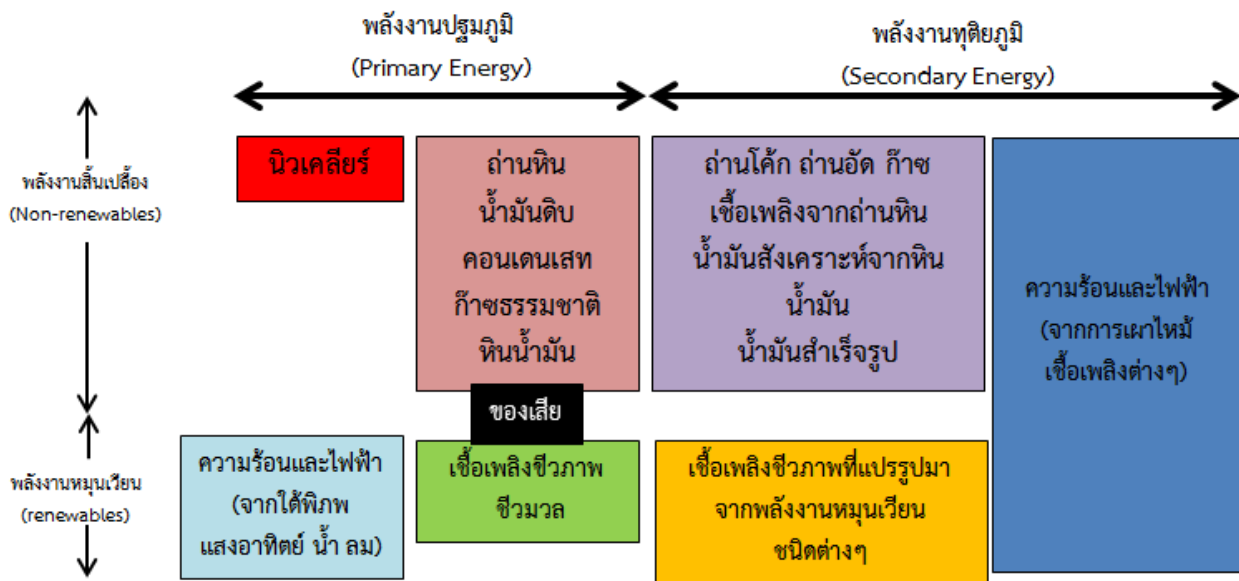 พลังงานปฐมภูมิ
(Primary Energy)
พลังงานทุติยภูมิ
(Secondary Energy)
พลังงานสิ้นเปลื้อง
(Non-renewables)
นิวเคลียร์
ถ่านหิน
น้ำมันดิบ
คอนเดนเสท
ก๊าซธรรมชาติ
หินน้ำมัน
ถ่านโค้ก ถ่านอัด ก๊าซ
เชื้อเพลิงจากถ่านหิน
น้ำมันสังเคราะห์จากหิน
น้ำมัน
น้ำมันสำเร็จรูป
ความร้อนและไฟฟ้า
(จากการเผาไหม้
เชื้อเพลิงต่างๆ)
ของเสีย
พลังงานหมุนเวียน
(renewables)
ความร้อนและไฟฟ้า
(จากใต้พิภพ
แสงอาทิตย์ น้ำ ลม)
เชื้อเพลิงชีวภาพ
ชีวมวล
เชื้อเพลิงชีวภาพที่แปรรูปมา
จากพลังงานหมุนเวียน
ชนิดต่างๆ